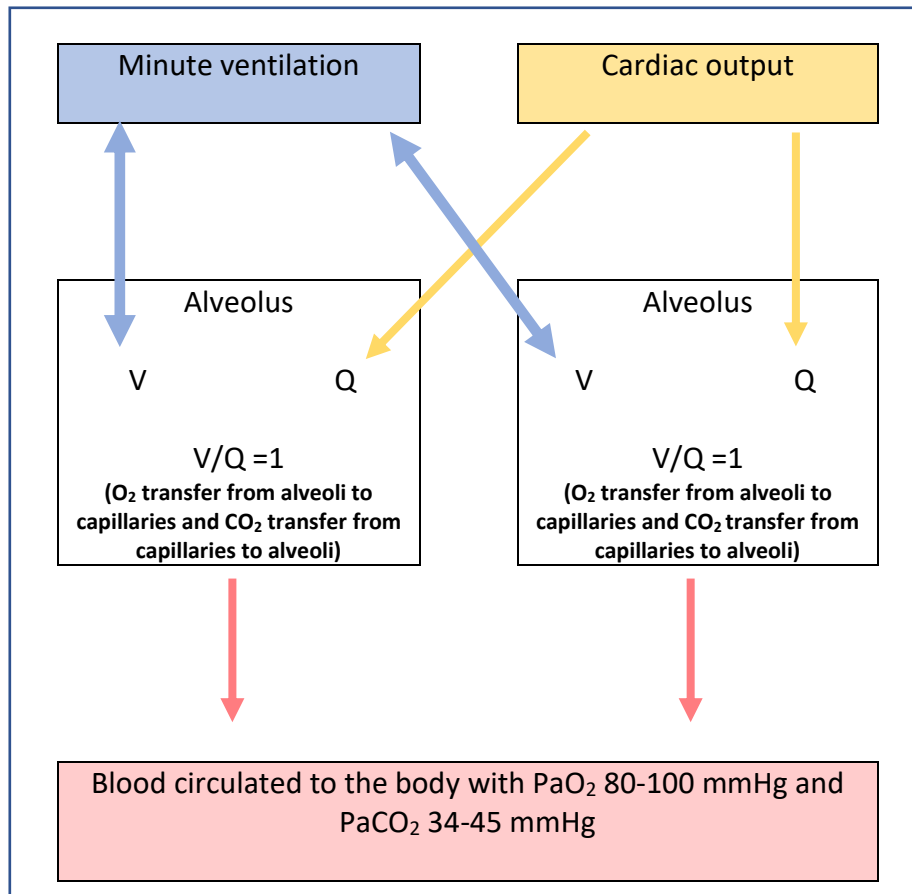 Minute ventilation
Cardiac output
Alveolus
V Q
V/Q =1
(O₂ transfer from alveoli to
capillaries and CO₂ transfer from
capillaries to alveoli)
Alveolus
V Q
V/Q =1
(O₂ transfer from alveoli to
capillaries and CO₂ transfer from
capillaries to alveoli)
Blood circulated to the body with PaO₂ 80-100 mmHg and
PaCO₂ 34-45 mmHg